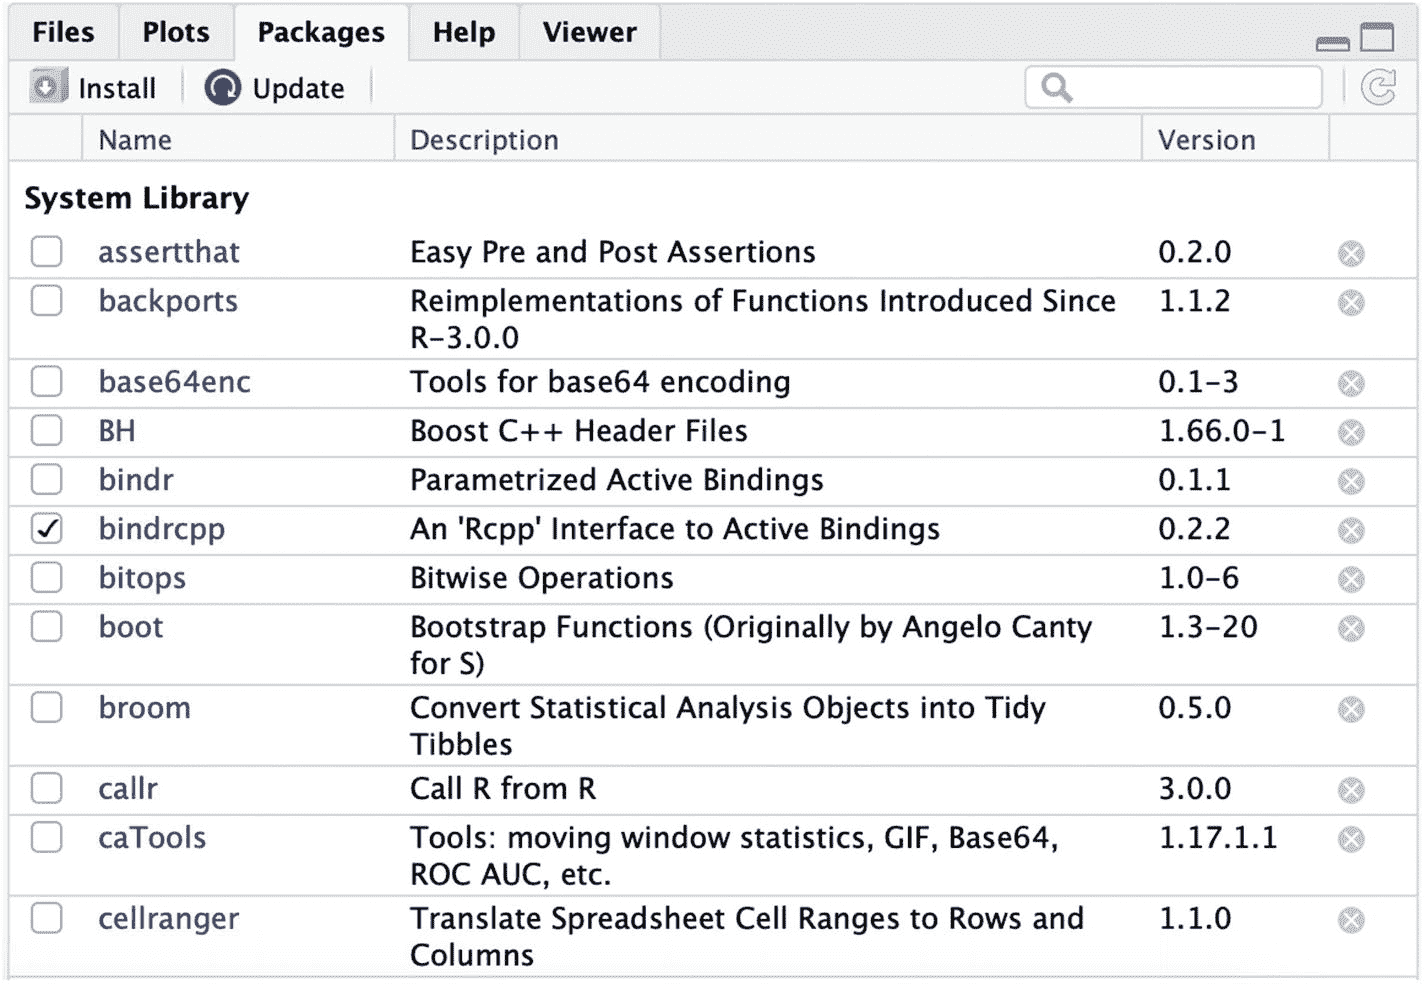 Files Plots Packages Help Viewer
Install Update
Name Description Version
System Library
assertthat Easy Pre and Post Assertions 0.2.0
backports Reimplementations of Functions Introduced Since 1.1.2
R-3.0.0
base64enc Tools for base64 encoding 0.1-3
BH Boost C++ Header Files 1.66.0-1
bindr Parametrized Active Bindings 0.1.1
bindrcpp An 'Rcpp' Interface to Active Bindings 0.2.2
bitops Bitwise Operations 1.0-6
boot Bootstrap Functions (Originally by Angelo Canty 1.3-20
for S)
broom Convert Statistical Analysis Objects into Tidy 0.5.0
Tibbles
callr Call R from R 3.0.0
caTools Tools: moving window statistics, GIF, Base64, 1.17.1.1
ROC AUC, etc.
cellranger Translate Spreadsheet Cell Ranges to Rows and 1.1.0
Columns